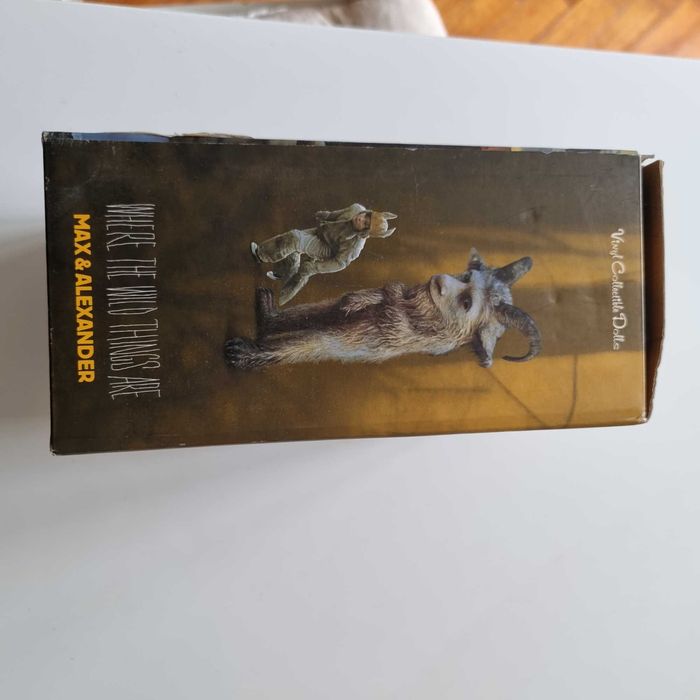 Vinyl Collectible Dolls
WHERE THE WILD THINGS ARE
MAX & ALEXANDER